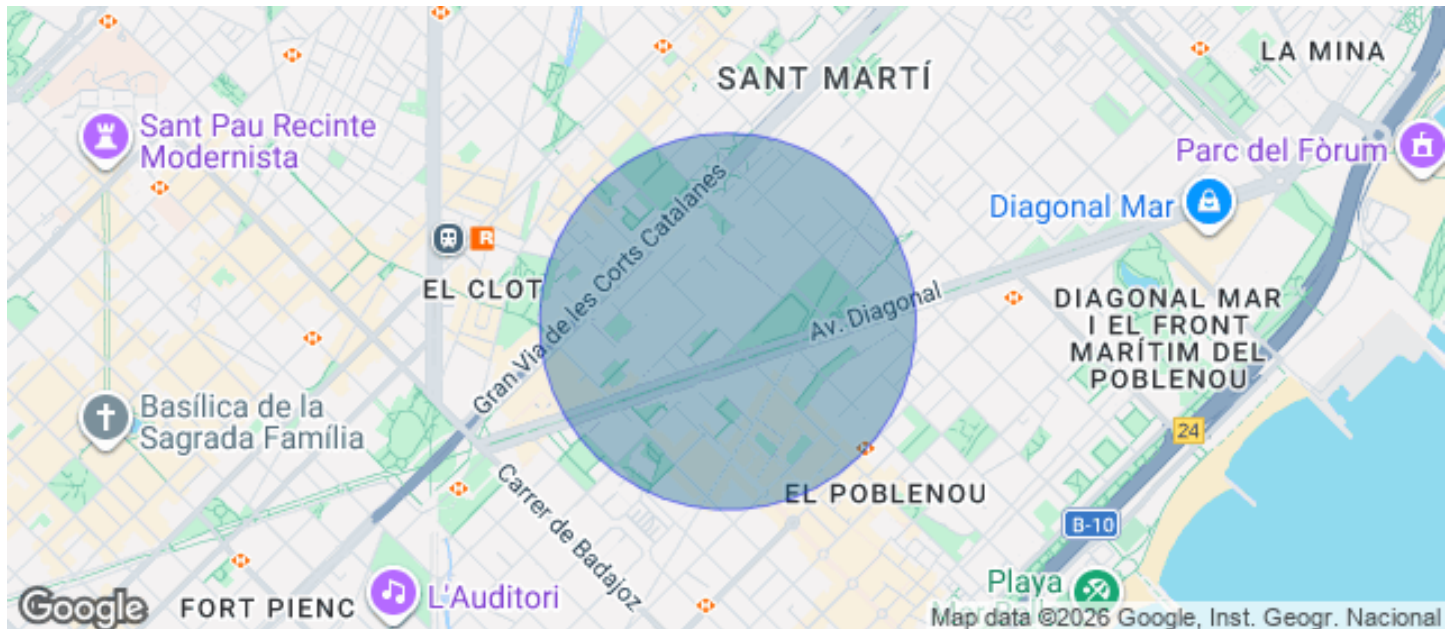 LA MINA
SANT MARTÍ
Sant Pau Recinte
Modernista
Parc del Fòrum
Diagonal Mar
R
EL CLOT
Gran Via de les Corts Catalanes
Av. Diagonal
DIAGONAL MAR
I EL FRONT
MARÍTIM DEL
POBLENOU
Basílica de la
Sagrada Família
24
Carrer de Badajoz
EL POBLENOU
B-10
Playa
L'Auditori
FORT PIENC
Google
Map data ©2026 Google, Inst. Geogr. Nacional